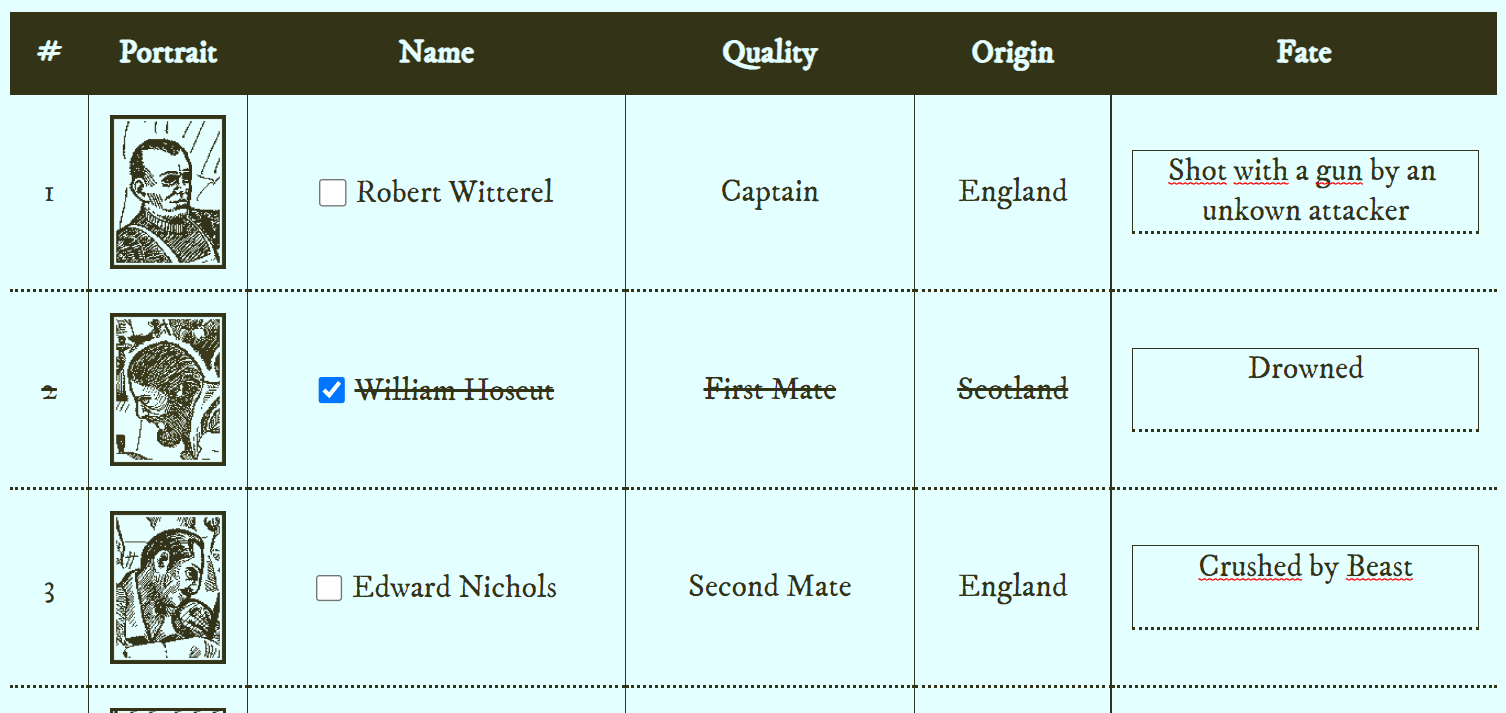 # Portrait Name Quality Origin Fate
1 Robert Witterel Captain England Shot with a gun by an
unkown attacker
2 William Hoscut First Mate Scotland Drowned
3 Edward Nichols Second Mate England Crushed by Beast